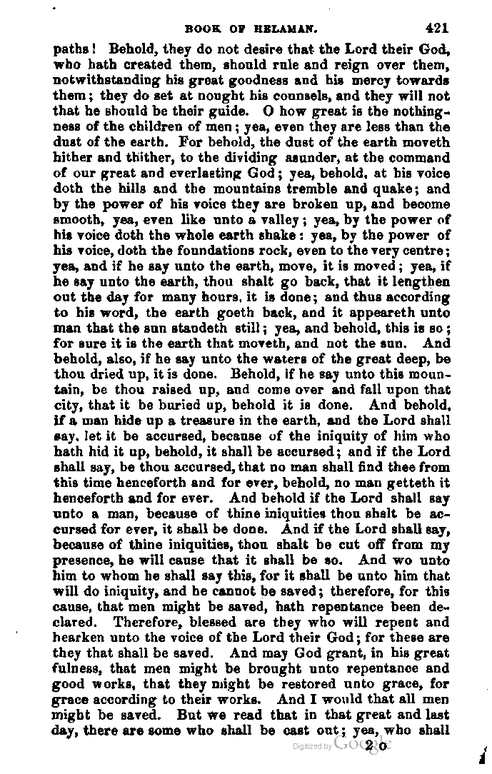 BOOK OF HELAMAN. 421
paths! Behold, they do not desire that the Lord their God,
who hath created them, should rule and reign over them,
notwithstanding his great goodness and his mercy towards
them; they do set at nought his counsels, and they will not
that he should be their guide. O how great is the nothing-
ness of the children of men; yea, even they are less than the
dust of the earth. For behold, the dust of the earth moveth
hither and thither, to the dividing asunder, at the command
of our great and everlasting God; yea, behold, at his voice
doth the hills and the mountains tremble and quake; and
by the power of his voice they are broken up, and become
smooth, yea, even like unto a valley; yea, by the power of
his voice doth the whole earth shake: yea, by the power of
his voice, doth the foundations rock, even to the very centre;
yea, and if he say unto the earth, move, it is moved; yea, if
he say unto the earth, thou shalt go back, that it lengthen
out the day for many hours, it is done; and thus according
to his word, the earth goeth back, and it appeareth unto
man that the sun standeth still; yea, and behold, this is so;
for sure it is the earth that moveth, and not the sun. And
behold, also, if he say unto the waters of the great deep, be
thou dried up, it is done. Behold, if he say unto this moun-
tain, be thou raised up, and come over and fall upon that
city, that it be buried up, behold it is done. And behold,
if a man hide up a treasure in the earth, and the Lord shall
say, let it be accursed, because of the iniquity of him who
hath hid it up, behold, it shall be accursed; and if the Lord
shall say, be thou accursed, that no man shall find thee from
this time henceforth and for ever, behold, no man getteth it
henceforth and for ever. And behold if the Lord shall say
unto a man, because of thine iniquities thou shalt be ac-
cursed for ever, it shall be done. And if the Lord shall say,
because of thine iniquities, thou shalt be cut off from my
presence, he will cause that it shall be so. And wo unto
him to whom he shall say this, for it shall be unto him that
will do iniquity, and he cannot be saved; therefore, for this
cause, that men might be saved, hath repentance been de-
clared. Therefore, blessed are they who will repent and
hearken unto the voice of the Lord their God; for these are
they that shall be saved. And may God grant, in his great
fulness, that men might be brought unto repentance and
good works, that they might be restored unto grace, for
grace according to their works. And I would that all men
might be saved. But we read that in that great and last
day, there are some who shall be cast out; yea, who shall
Digitized by Google
2 o